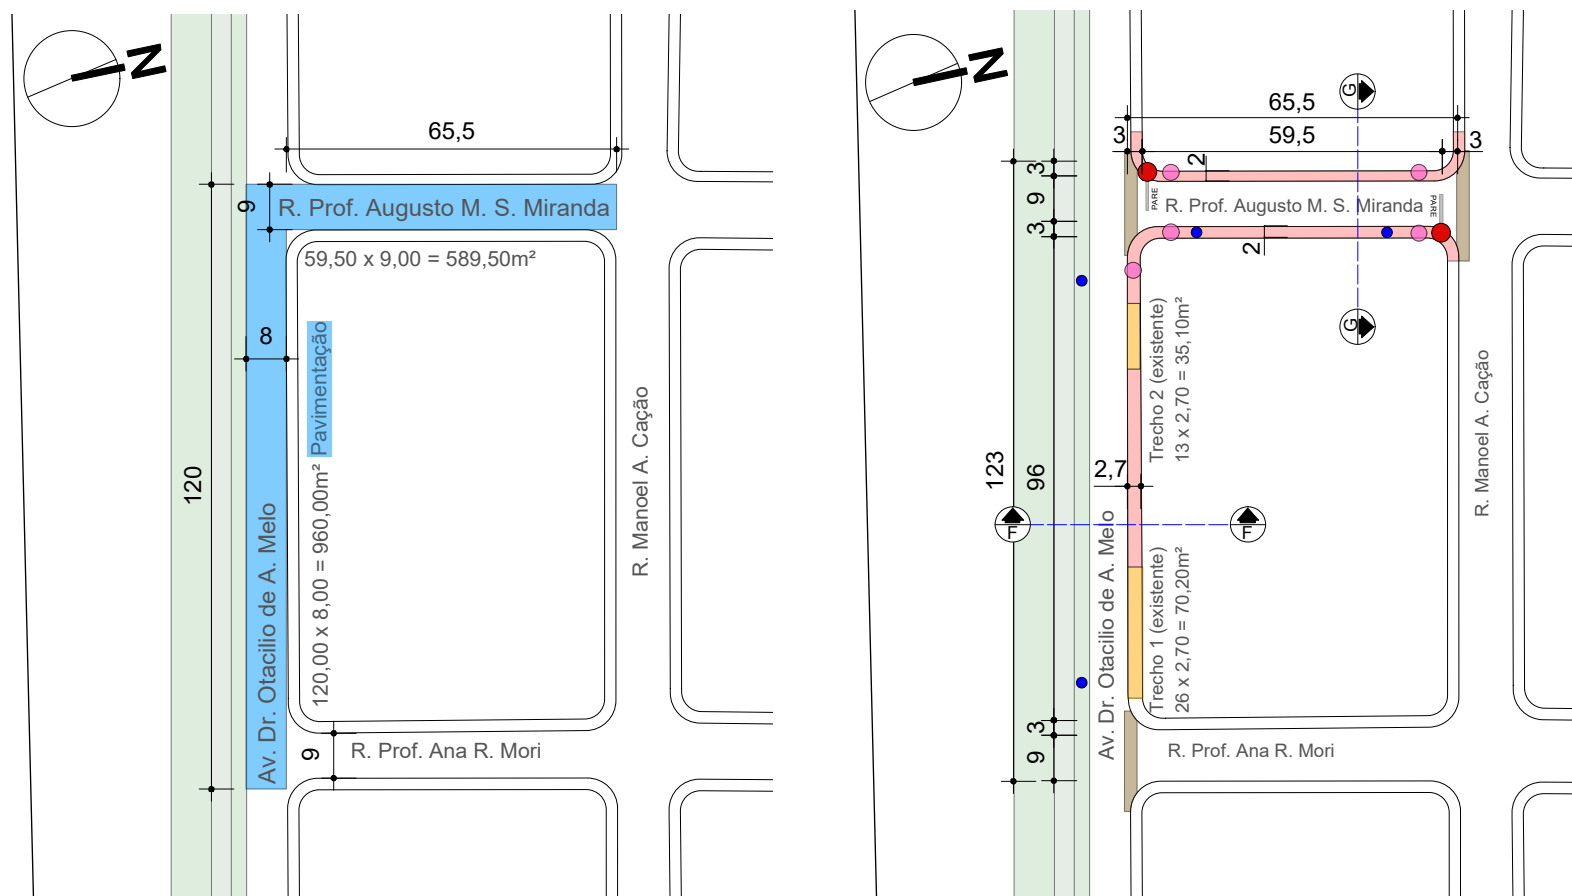 N
65,5
9
R. Prof. Augusto M. S. Miranda
59,50 x 9,00 = 589,50m²
8
120,00 x 8,00 = 960,00m² Pavimentação
120
Av. Dr. Otacilio de A. Melo
R. Manoel A. Cação
9
R. Prof. Ana R. Mori
N
G
65,5
3
59,5
3
2
3
9
3
PARE
R. Prof. Augusto M. S. Miranda
PARE
2
G
Trecho 2 (existente)
13 x 2,70 = 35,10m²
R. Manoel A. Cação
123
96
2,7
F
F
Av. Dr. Otacilio de A. Melo
Trecho 1 (existente)
26 x 2,70 = 70,20m²
3
9
R. Prof. Ana R. Mori